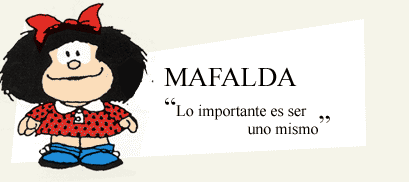 MAFALDA
“Lo importante es ser
uno mismo”